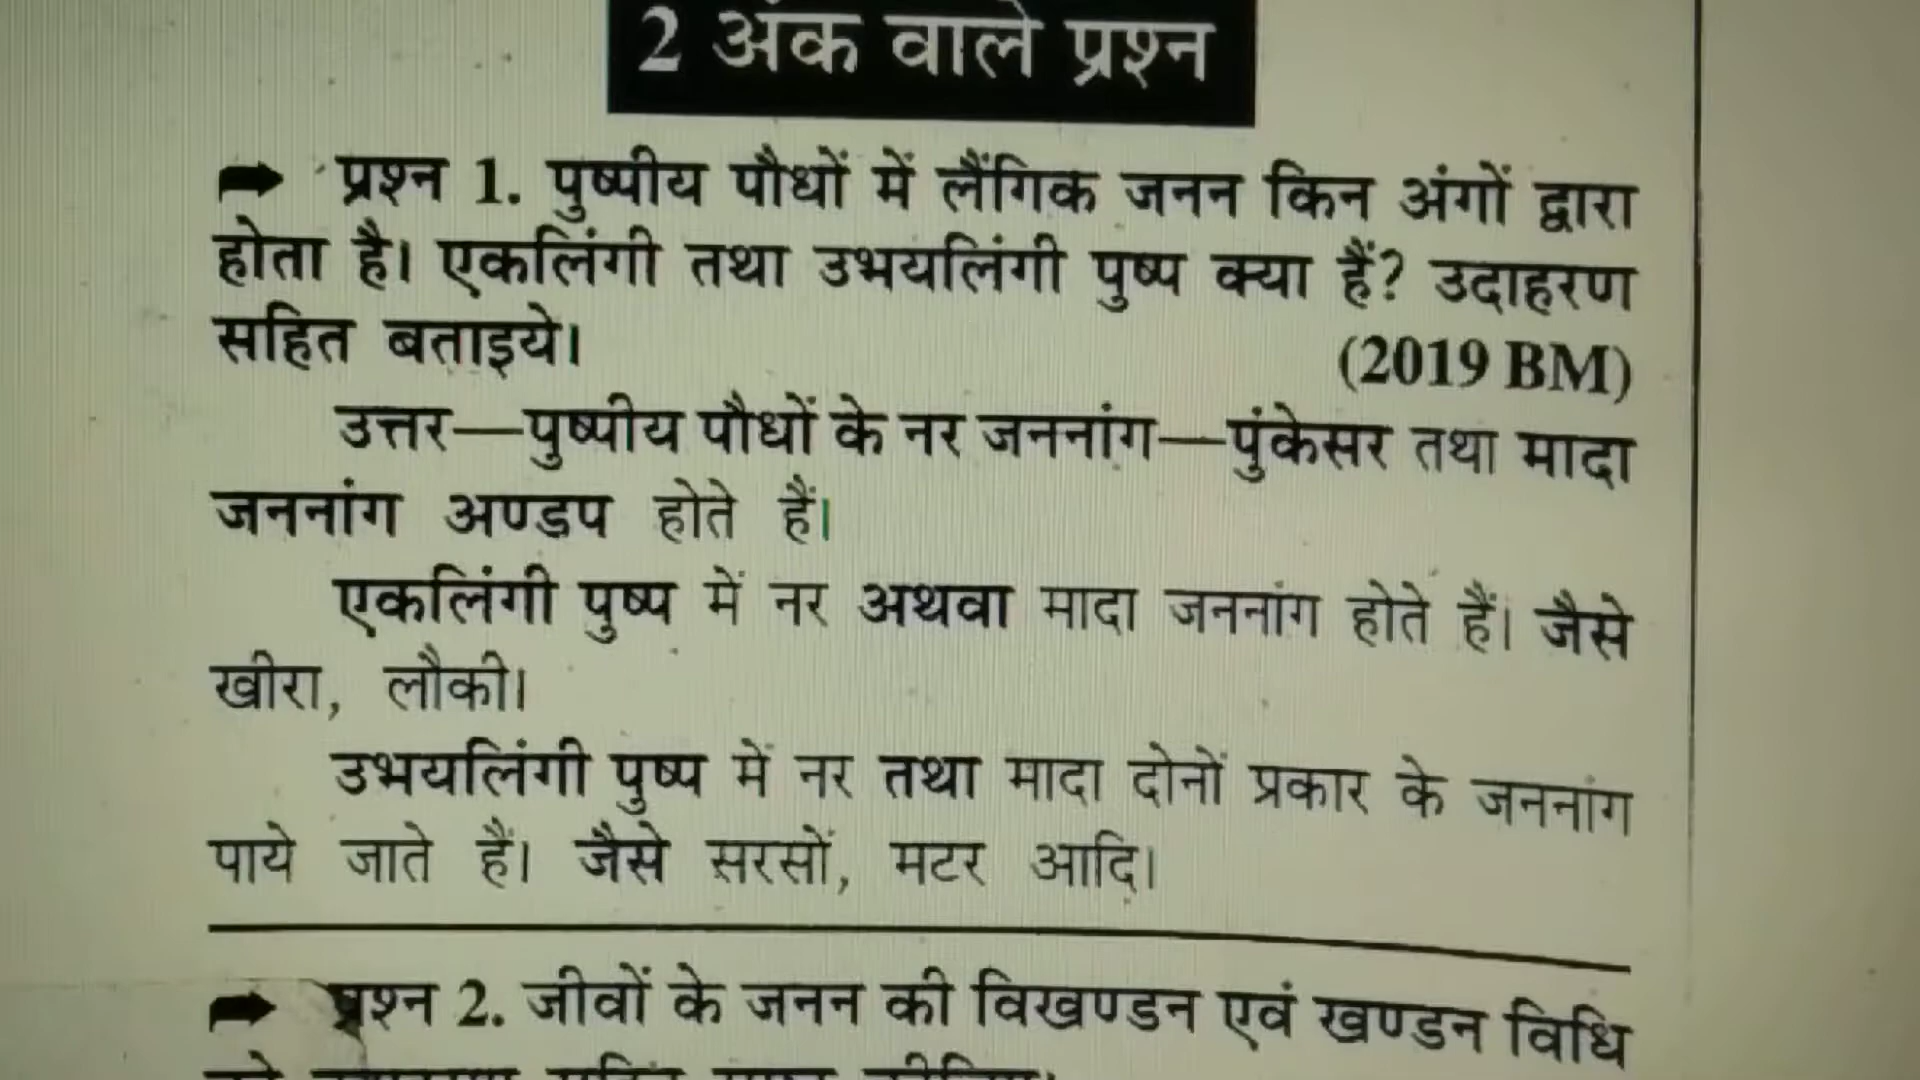 2 अंक वाले प्रश्न
प्रश्न 1. पुष्पीय पौधों में लैंगिक जनन किन अंगों द्वारा
होता है। एकलिंगी तथा उभयलिंगी पुष्प क्या हैं? उदाहरण
सहित बताइये। (2019 BM)
उत्तर—पुष्पीय पौधों के नर जननांग—पुंकेसर तथा मादा
जननांग अण्डप होते हैं।
एकलिंगी पुष्प में नर अथवा मादा जननांग होते हैं। जैसे
खीरा, लौकी।
उभयलिंगी पुष्प में नर तथा मादा दोनों प्रकार के जननांग
पाये जाते हैं। जैसे सरसों, मटर आदि।
प्रश्न 2. जीवों के जनन की विखण्डन एवं खण्डन विधि